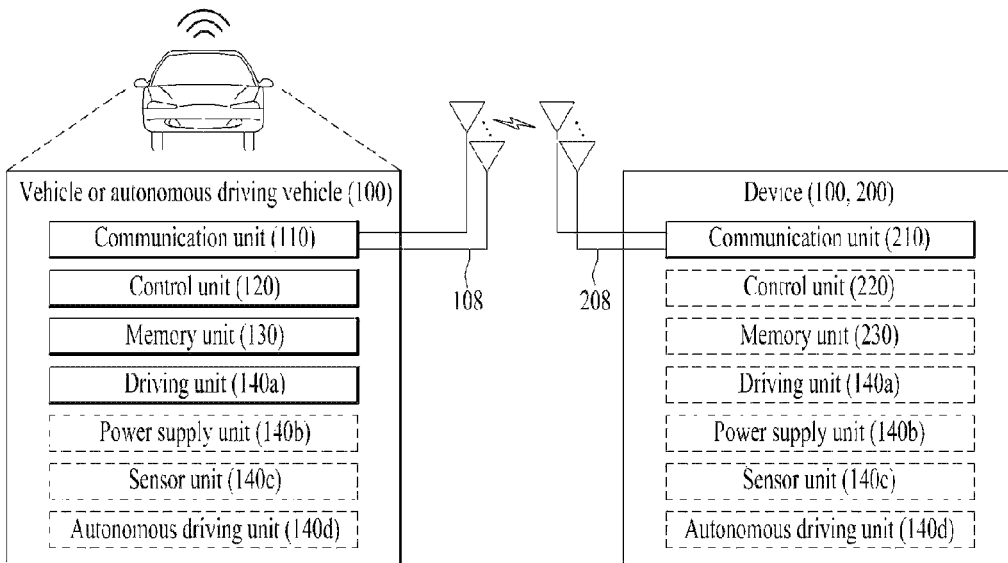 Vehicle or autonomous driving vehicle (100)
Communication unit (110)
Control unit (120)
Memory unit (130)
Driving unit (140a)
Power supply unit (140b)
Sensor unit (140c)
Autonomous driving unit (140d)
108
208
Device (100, 200)
Communication unit (210)
Control unit (220)
Memory unit (230)
Driving unit (140a)
Power supply unit (140b)
Sensor unit (140c)
Autonomous driving unit (140d)